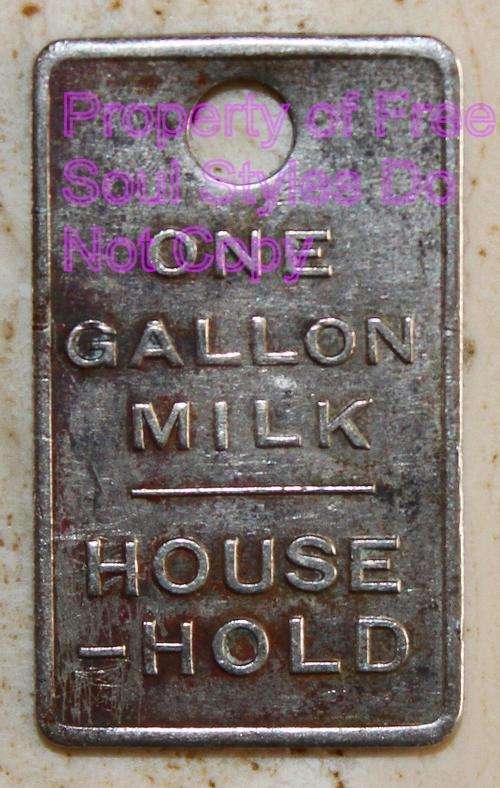 Property of Free
Soul Styles Do
Not Copy
ONE
GALLON
MILK
HOUSE
-HOLD